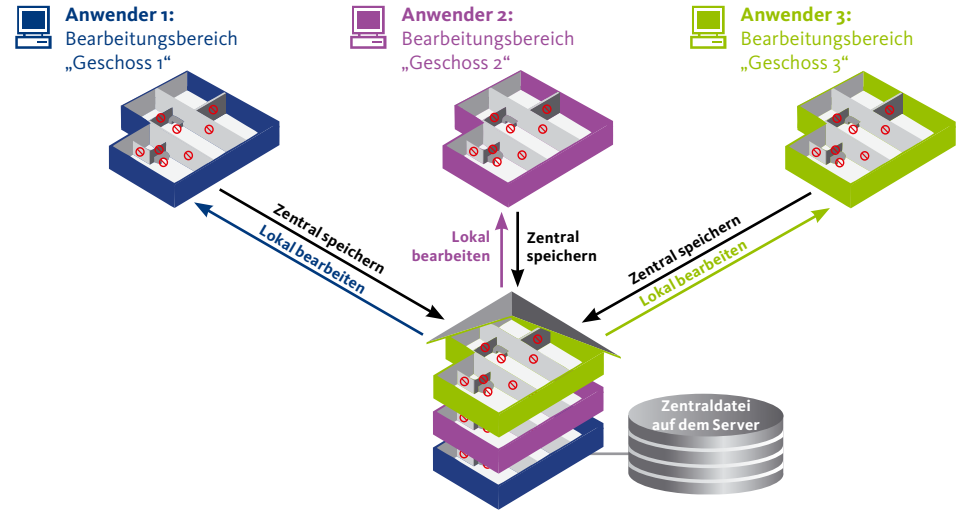 Anwender 1:
Bearbeitungsbereich
„Geschoss 1“
Anwender 2:
Bearbeitungsbereich
„Geschoss 2“
Anwender 3:
Bearbeitungsbereich
„Geschoss 3“
Zentral speichern
Lokal bearbeiten
Lokal
bearbeiten
Zentral
speichern
Zentral speichern
Lokal bearbeiten
Zentraldatei
auf dem Server